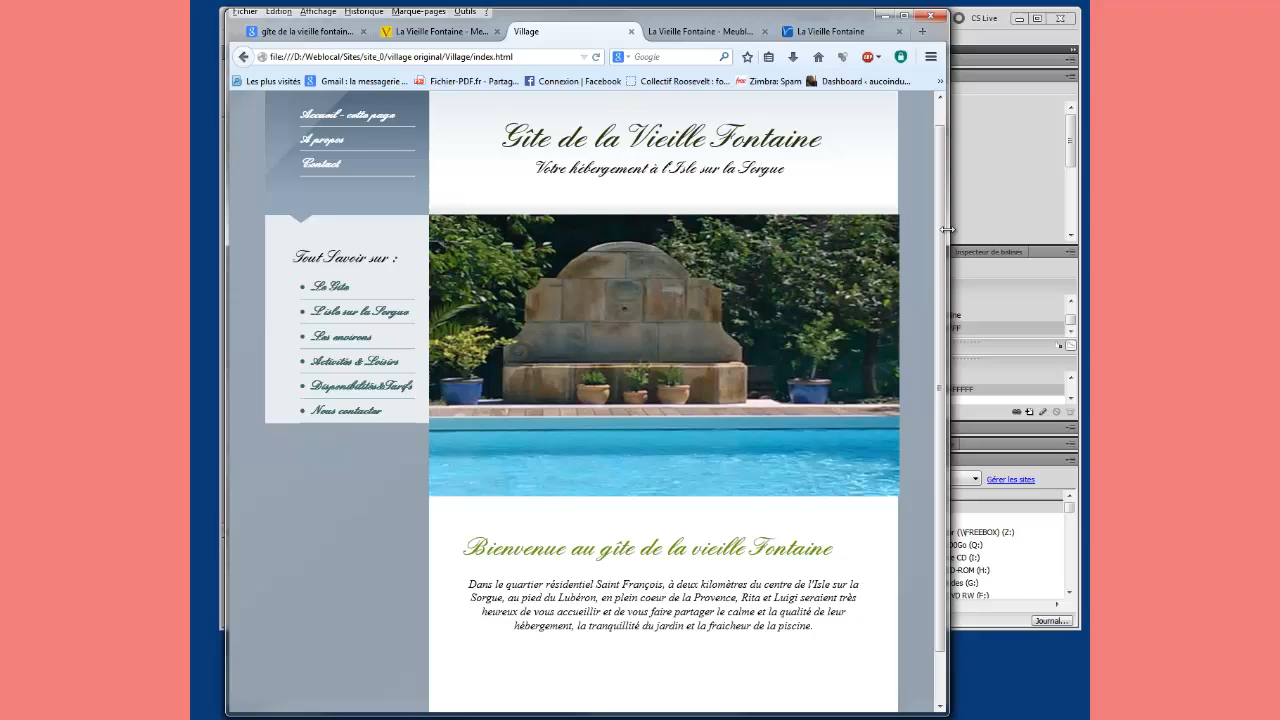 Fichier Edition Affichage Historique Marque-pages Outils ?
CS Live
gîte de la vieille fontain...
La Vieille Fontaine - Me...
Village
La Vieille Fontaine - Meubl...
La Vieille Fontaine
file:///D:/Weblocal/Sites/site_0/village original/Village/index.html
Google
Les plus visités
Gmail : la messagerie ...
Fichier-PDF.fr - Partag...
Connexion | Facebook
Collectif Roosevelt : fo...
Zimbra: Spam
Dashboard ‹ aucoindu...
Accueil - cette page
A propos
Contact
Gîte de la Vieille Fontaine
Votre hébergement à l'Isle sur la Sorgue
Tout Savoir sur :
Le Gîte
L'isle sur la Sorgue
Les environs
Activités & Loisirs
Disponibilités&Tarifs
Nous contacter
Bienvenue au gîte de la vieille Fontaine
Dans le quartier résidentiel Saint François, à deux kilomètres du centre de l'Isle sur la
Sorgue, au pied du Lubéron, en plein coeur de la Provence, Rita et Luigi seraient très
heureux de vous accueillir et de vous faire partager le calme et la qualité de leur
hébergement, la tranquillité du jardin et la fraicheur de la piscine.
Inspecteur de balises
Gérer les sites
(\\FREEBOX) (Z:)
(Q:)
CD (I:)
(H:)
(G:)
RW (F:)
Journal...